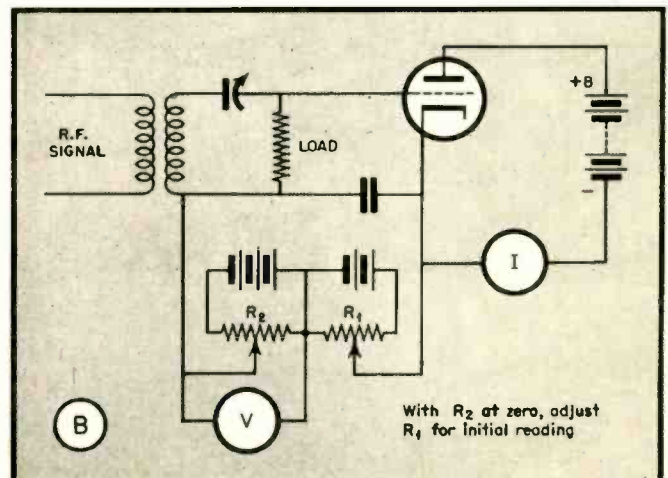 +B
R.F.
SIGNAL
LOAD
-
I
R2
R1
V
B
With R2 at zero, adjust
R1 for initial reading